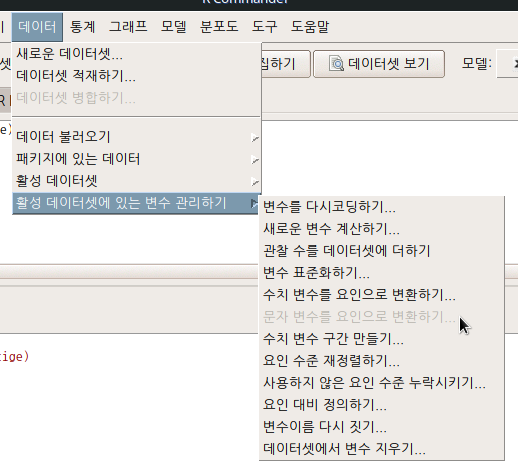 R Commander
데이터 통계 그래프 모델 분포도 도구 도움말
새로운 데이터셋...
데이터셋 적재하기...
집하기 데이터셋 보기 모델:
데이터셋 병합하기...
데이터 불러오기
패키지에 있는 데이터
활성 데이터셋
활성 데이터셋에 있는 변수 관리하기
변수를 다시코딩하기...
새로운 변수 계산하기...
관찰 수를 데이터셋에 더하기
변수 표준화하기...
수치 변수를 요인으로 변환하기...
문자 변수를 요인으로 변환하기...
수치 변수 구간 만들기...
요인 수준 재정렬하기...
사용하지 않은 요인 수준 누락시키기...
요인 대비 정의하기...
변수이름 다시 짓기...
데이터셋에서 변수 지우기...
tige)